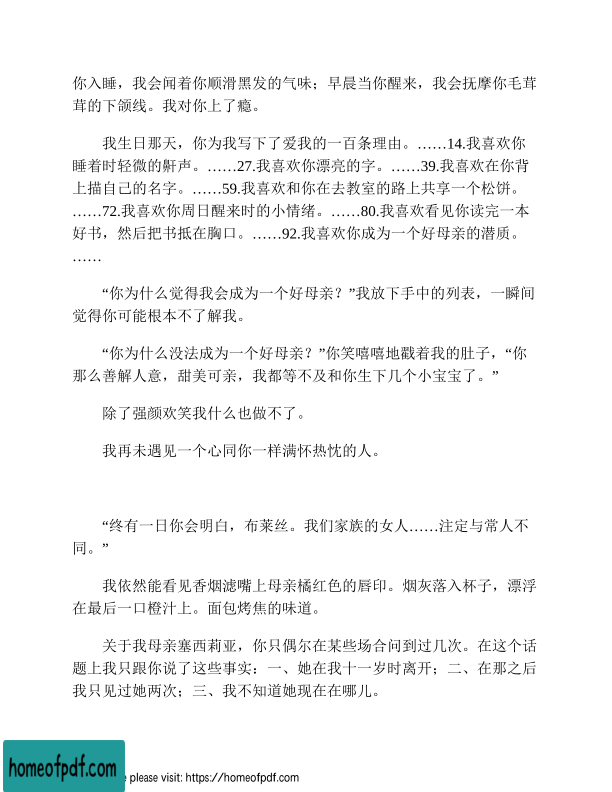 你入睡，我会闻着你顺滑黑发的气味；早晨当你醒来，我会抚摩你毛茸
茸的下颌线。我对你上了瘾。
我生日那天，你为我写下了爱我的一百条理由。……14.我喜欢你
睡着时轻微的鼾声。……27.我喜欢你漂亮的字。……39.我喜欢在你背
上描自己的名字。……59.我喜欢和你在去教室的路上共享一个松饼。
……72.我喜欢你周日醒来时的小情绪。……80.我喜欢看见你读完一本
好书，然后把书抵在胸口。……92.我喜欢你成为一个好母亲的潜质。
……
“你为什么觉得我会成为一个好母亲？”我放下手中的列表，一瞬间
觉得你可能根本不了解我。
“你为什么没法成为一个好母亲？”你笑嘻嘻地戳着我的肚子，“你
那么善解人意，甜美可亲，我都等不及和你生下几个小宝宝了。”
除了强颜欢笑我什么也做不了。
我再未遇见一个心同你一样满怀热忱的人。
“终有一日你会明白，布莱丝。我们家族的女人……注定与常人不
同。”
我依然能看见香烟滤嘴上母亲橘红色的唇印。烟灰落入杯子，漂浮
在最后一口橙汁上。面包烤焦的味道。
关于我母亲塞西莉亚，你只偶尔在某些场合问到过几次。在这个话
题上我只跟你说了这些事实：一、她在我十一岁时离开；二、在那之后
我只见过她两次；三、我不知道她现在在哪儿。
homeofpdf.com
e please visit: https://homeofpdf.com